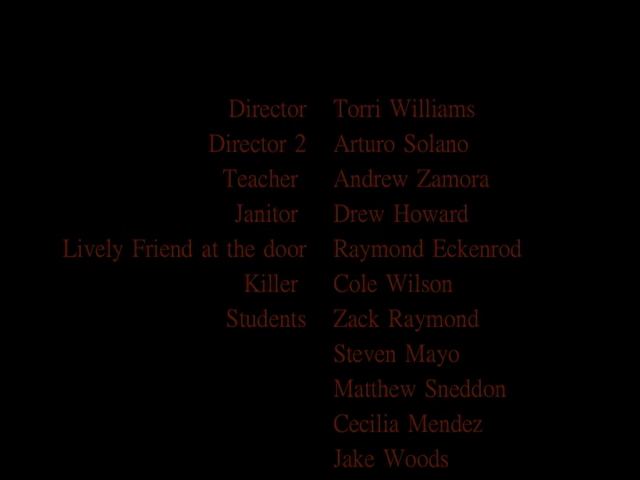 Director Torri Williams
Director 2 Arturo Solano
Teacher Andrew Zamora
Janitor Drew Howard
Lively Friend at the door Raymond Eckenrod
Killer Cole Wilson
Students Zack Raymond
Steven Mayo
Matthew Sneddon
Cecilia Mendez
Jake Woods